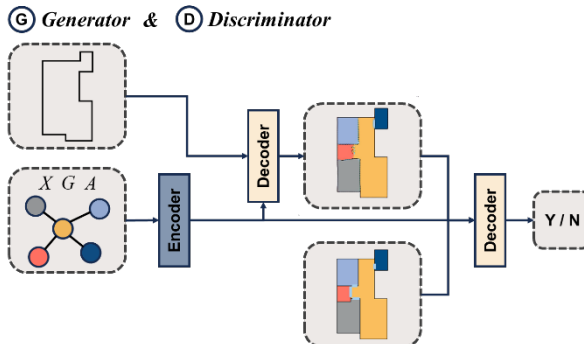 G Generator & D Discriminator
X G A
Encoder
Decoder
Decoder
Y / N